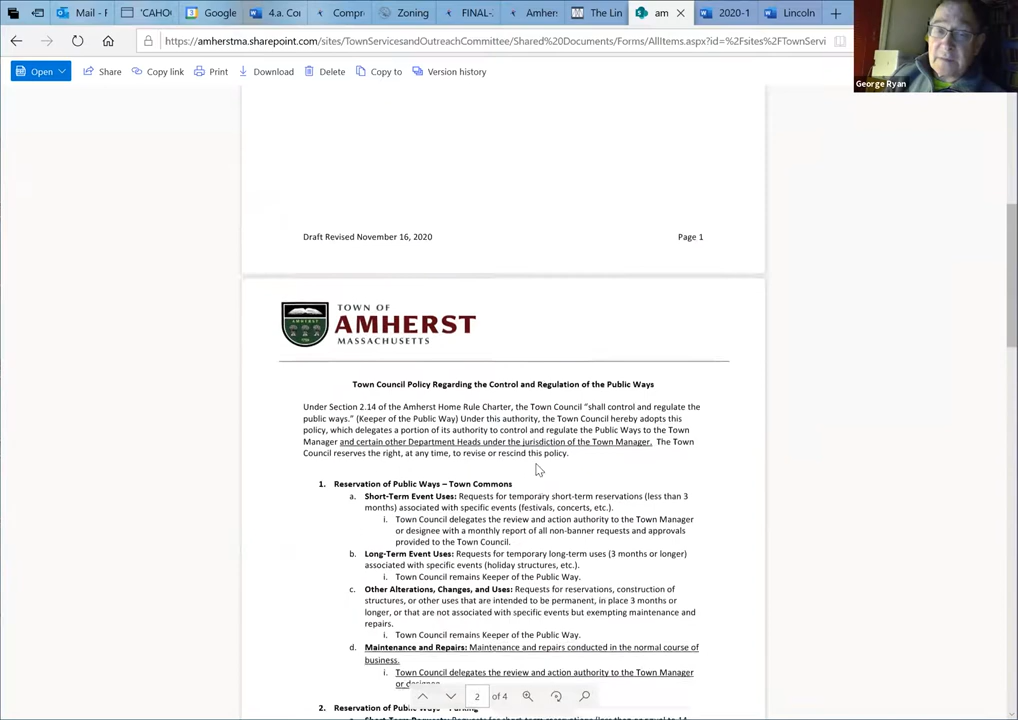 Mail - F
'CAHO
Google
4.a. Co
Compr
Zoning
FINAL-
Amhers
The Lin
am
2020-1
Lincoln
https://amherstma.sharepoint.com/sites/TownServicesandOutreachCommittee/Shared%20Documents/Forms/AllItems.aspx?id=%2Fsites%2FTownServi
Open
Share
Copy link
Print
Download
Delete
Copy to
Version history
George Ryan
Draft Revised November 16, 2020
Page 1
TOWN OF
AMHERST
MASSACHUSETTS
Town Council Policy Regarding the Control and Regulation of the Public Ways
Under Section 2.14 of the Amherst Home Rule Charter, the Town Council "shall control and regulate the
public ways." (Keeper of the Public Way) Under this authority, the Town Council hereby adopts this
policy, which delegates a portion of its authority to control and regulate the Public Ways to the Town
Manager and certain other Department Heads under the jurisdiction of the Town Manager. The Town
Council reserves the right, at any time, to revise or rescind this policy.
1. Reservation of Public Ways – Town Commons
a. Short-Term Event Uses: Requests for temporary short-term reservations (less than 3
months) associated with specific events (festivals, concerts, etc.).
i. Town Council delegates the review and action authority to the Town Manager
or designee with a monthly report of all non-banner requests and approvals
provided to the Town Council.
b. Long-Term Event Uses: Requests for temporary long-term uses (3 months or longer)
associated with specific events (holiday structures, etc.).
i. Town Council remains Keeper of the Public Way.
c. Other Alterations, Changes, and Uses: Requests for reservations, construction of
structures, or other uses that are intended to be permanent, in place 3 months or
longer, or that are not associated with specific events but exempting maintenance and
repairs.
i. Town Council remains Keeper of the Public Way.
d. Maintenance and Repairs: Maintenance and repairs conducted in the normal course of
business.
i. Town Council delegates the review and action authority to the Town Manager
or designee.
2 of 4
2. Reservation of Public Ways – Parking